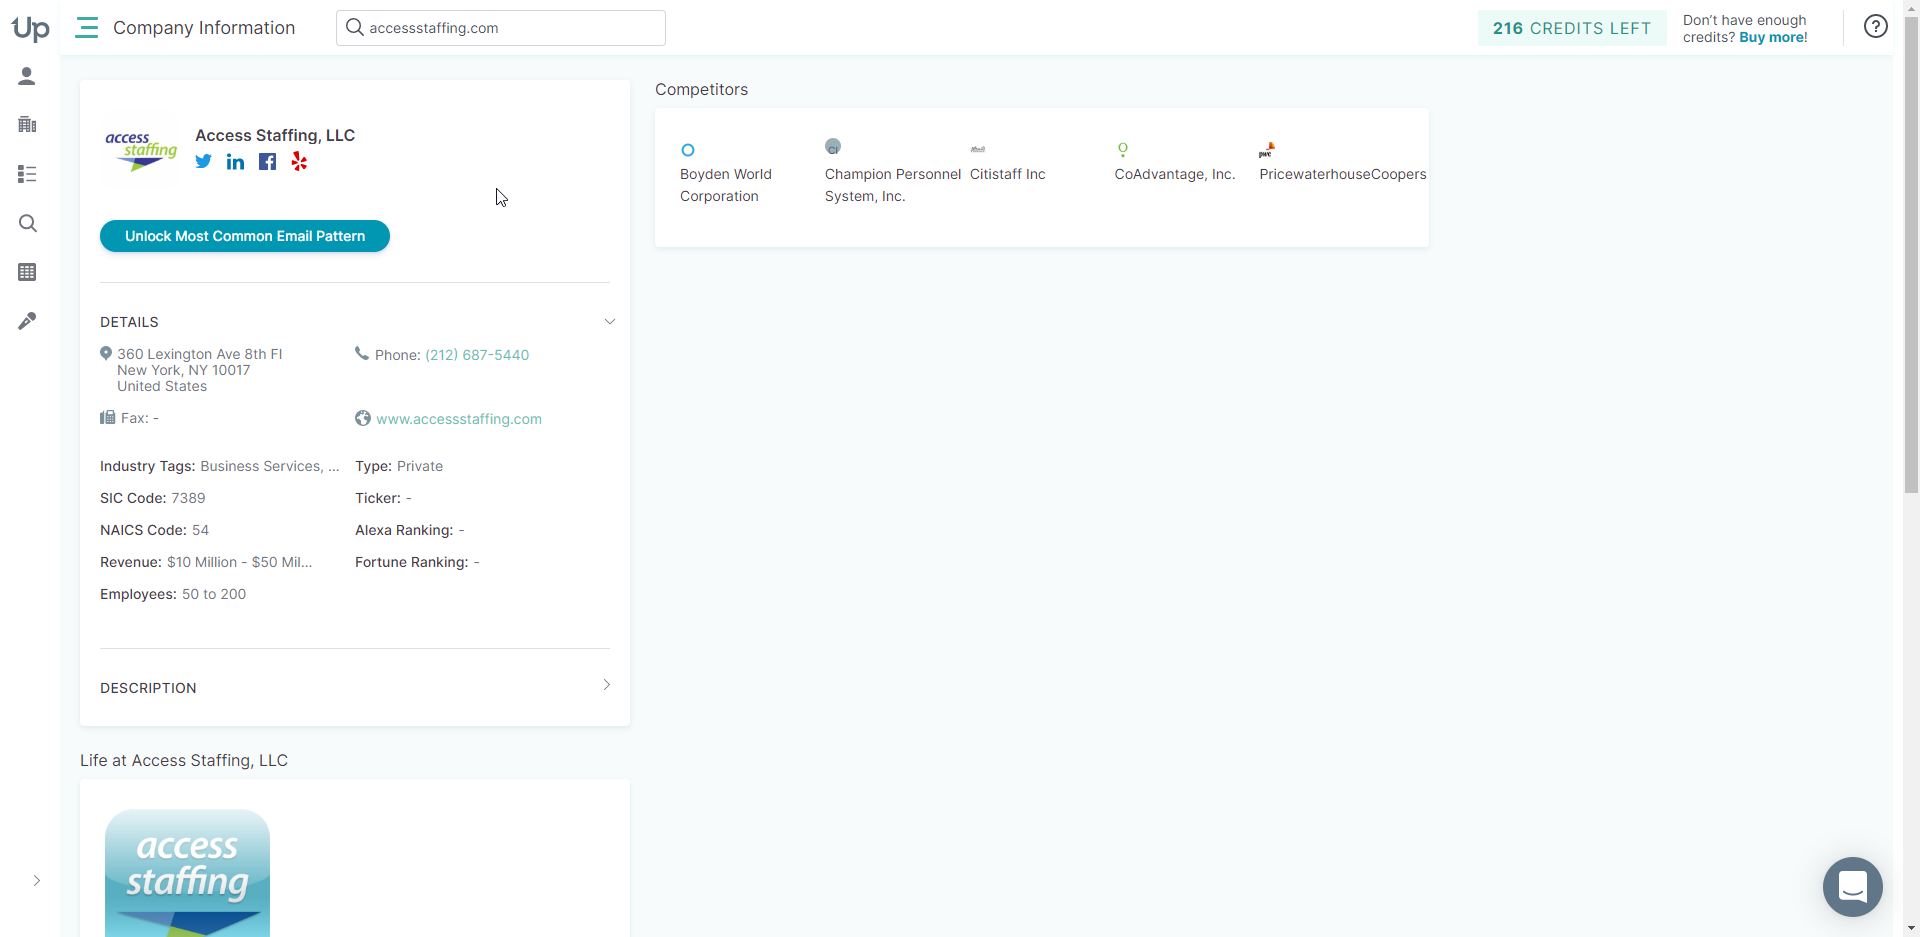 Up
Company Information
accessstaffing.com
216 CREDITS LEFT
Don't have enough
credits? Buy more!
access
staffing
Access Staffing, LLC
Unlock Most Common Email Pattern
DETAILS
360 Lexington Ave 8th Fl
New York, NY 10017
United States
Phone: (212) 687-5440
Fax: -
www.accessstaffing.com
Industry Tags: Business Services, ...
Type: Private
SIC Code: 7389
Ticker: -
NAICS Code: 54
Alexa Ranking: -
Revenue: $10 Million - $50 Mil...
Fortune Ranking: -
Employees: 50 to 200
DESCRIPTION
Life at Access Staffing, LLC
access
staffing
Competitors
Boyden World
Corporation
Champion Personnel
System, Inc.
Citistaff Inc
CoAdvantage, Inc.
pwc
PricewaterhouseCoopers